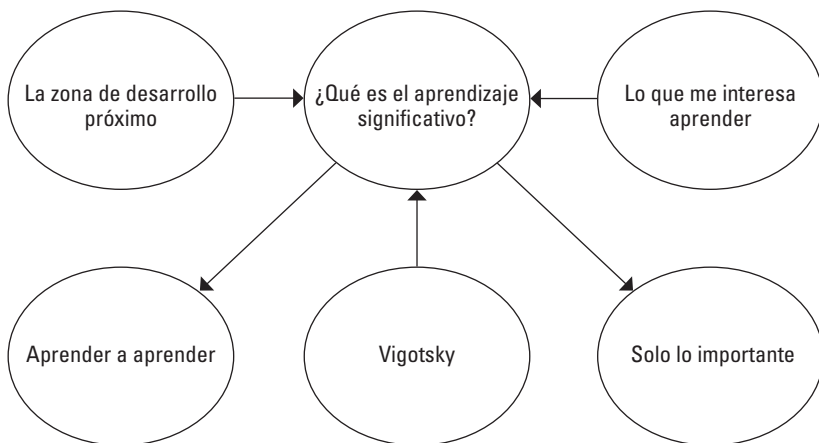 La zona de desarrollo
próximo
¿Qué es el aprendizaje
significativo?
Lo que me interesa
aprender
Aprender a aprender
Vigotsky
Solo lo importante